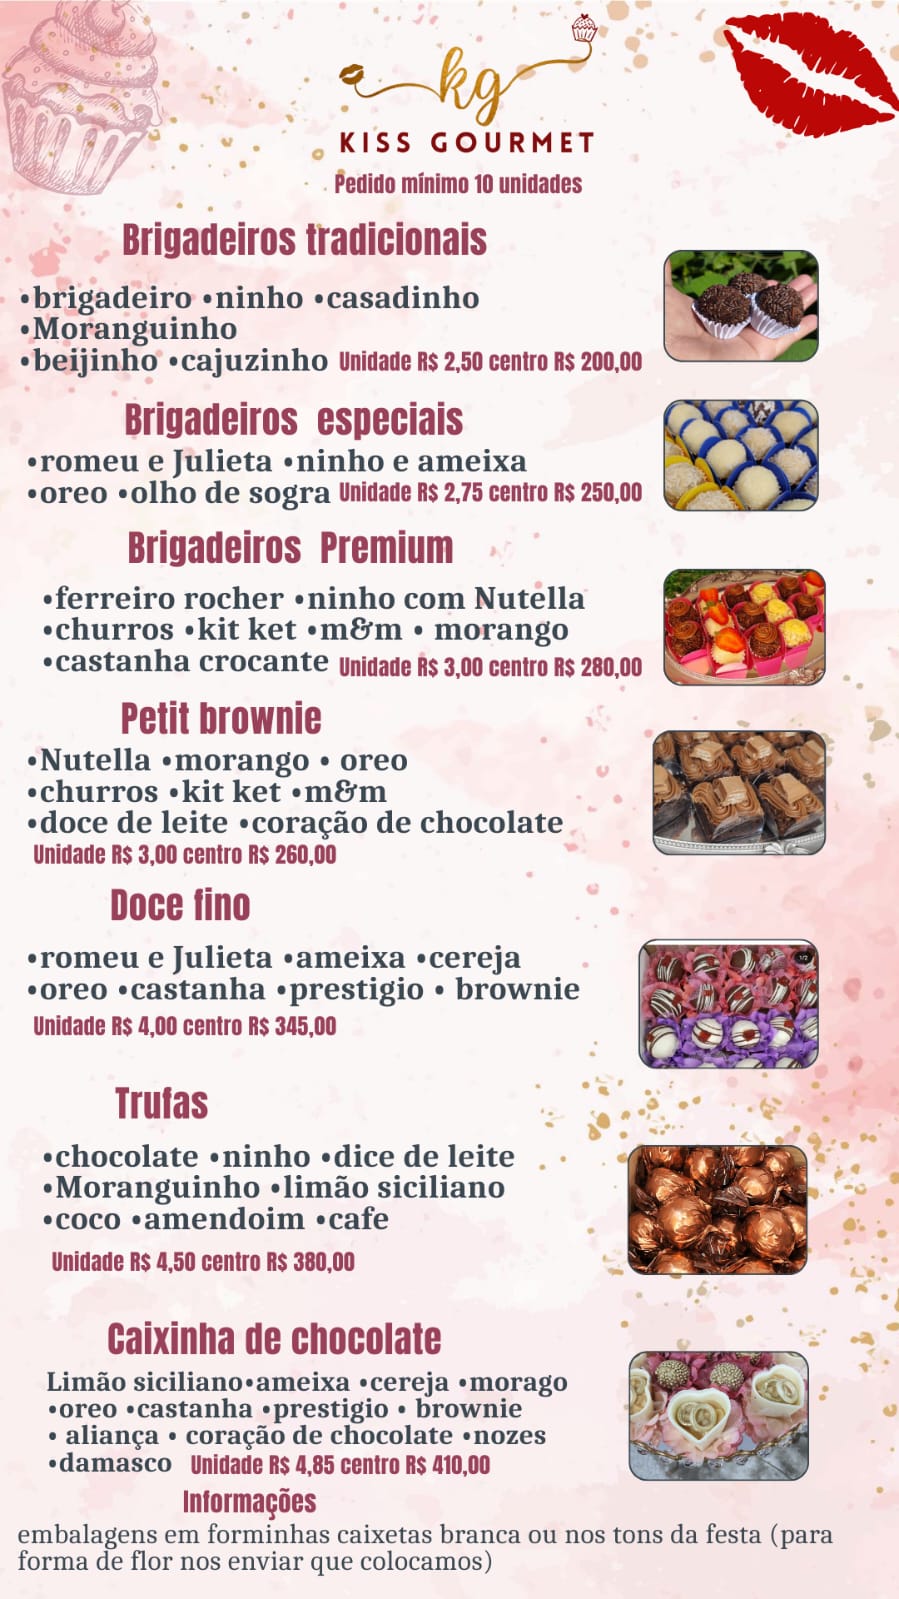 kg
KISS GOURMET
Pedido mínimo 10 unidades
Brigadeiros tradicionais
•brigadeiro •ninho •casadinho
•Moranguinho
•beijinho •cajuzinho Unidade R$ 2,50 centro R$ 200,00
Brigadeiros especiais
•romeu e Julieta •ninho e ameixa
•oreo •olho de sogra Unidade R$ 2,75 centro R$ 250,00
Brigadeiros Premium
•ferreiro rocher •ninho com Nutella
•churros •kit ket •m&m • morango
•castanha crocante Unidade R$ 3,00 centro R$ 280,00
Petit brownie
•Nutella •morango • oreo
•churros •kit ket •m&m
•doce de leite •coração de chocolate
Unidade R$ 3,00 centro R$ 260,00
Doce fino
•romeu e Julieta •ameixa •cereja
•oreo •castanha •prestigio • brownie
Unidade R$ 4,00 centro R$ 345,00
1/2
Trufas
•chocolate •ninho •dice de leite
•Moranguinho •limão siciliano
•coco •amendoim •cafe
Unidade R$ 4,50 centro R$ 380,00
Caixinha de chocolate
Limão siciliano•ameixa •cereja •morago
•oreo •castanha •prestigio • brownie
• aliança • coração de chocolate •nozes
•damasco Unidade R$ 4,85 centro R$ 410,00
Informações
embalagens em forminhas caixetas branca ou nos tons da festa (para
forma de flor nos enviar que colocamos)